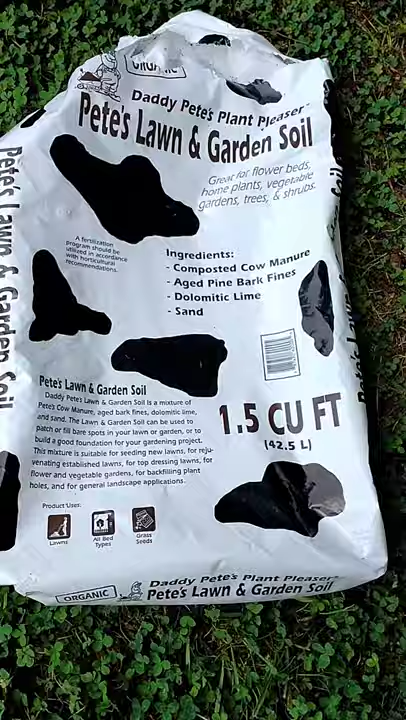 ORGANIC
Daddy Pete's Plant Pleaser
Pete's Lawn & Garden Soil
Great for flower beds,
home plants, vegetable
gardens, trees, & shrubs.
A fertilization
program should be
utilized in accordance
with horticultural
recommendations.
Ingredients:
- Composted Cow Manure
- Aged Pine Bark Fines
- Dolomitic Lime
- Sand
Pete's Lawn & Garden Soil
Daddy Pete's Lawn & Garden Soil is a mixture of
Pete's Cow Manure, aged bark fines, dolomitic lime,
and sand. The Lawn & Garden Soil can be used to
patch or fill bare spots in your lawn or garden, or to
build a good foundation for your gardening project.
This mixture is suitable for seeding new lawns, for reju-
venating established lawns, for top dressing lawns, for
flower and vegetable gardens, for backfilling plant
holes, and for general landscape applications.
1.5 CU FT
(42.5 L)
Product Uses:
Lawns
All Bed
Types
Grass
Seeds
ORGANIC
Daddy Pete's Plant Pleaser
Pete's Lawn & Garden Soil
Pete's Lawn & Garden Soil